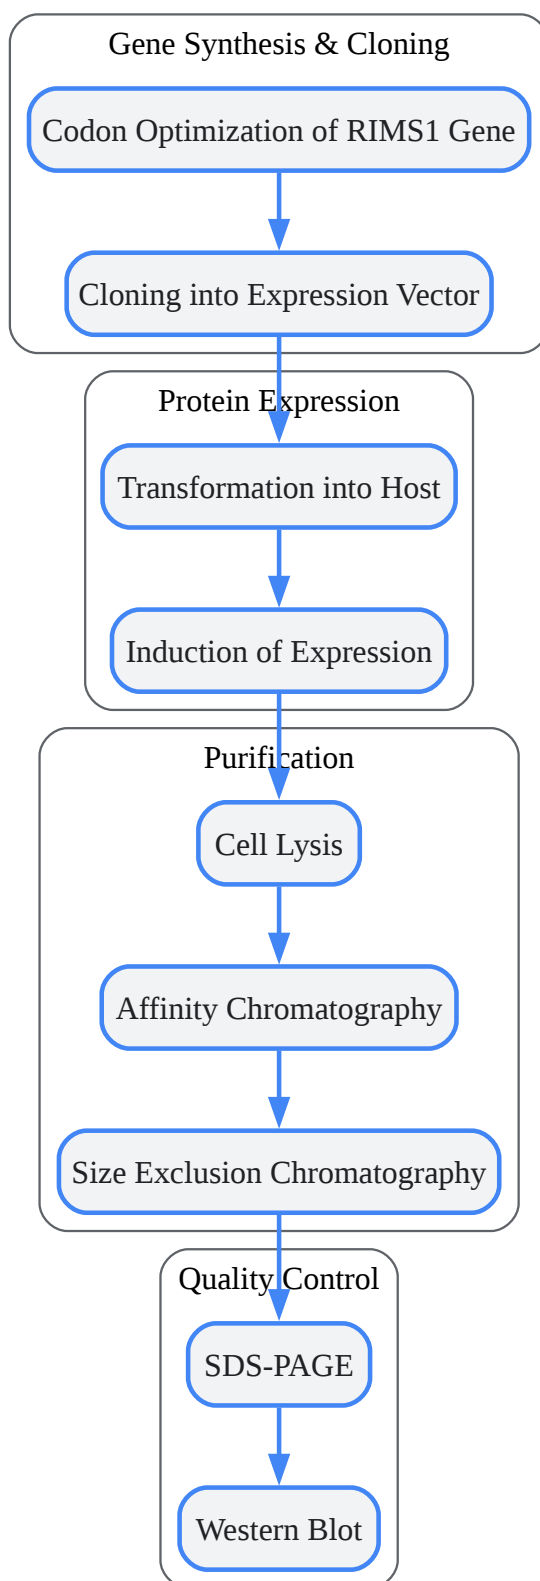 Gene Synthesis & Cloning
Codon Optimization of RIMS1 Gene
Cloning into Expression Vector
Protein Expression
Transformation into Host
Induction of Expression
Purification
Cell Lysis
Affinity Chromatography
Size Exclusion Chromatography
Quality Control
SDS-PAGE
Western Blot